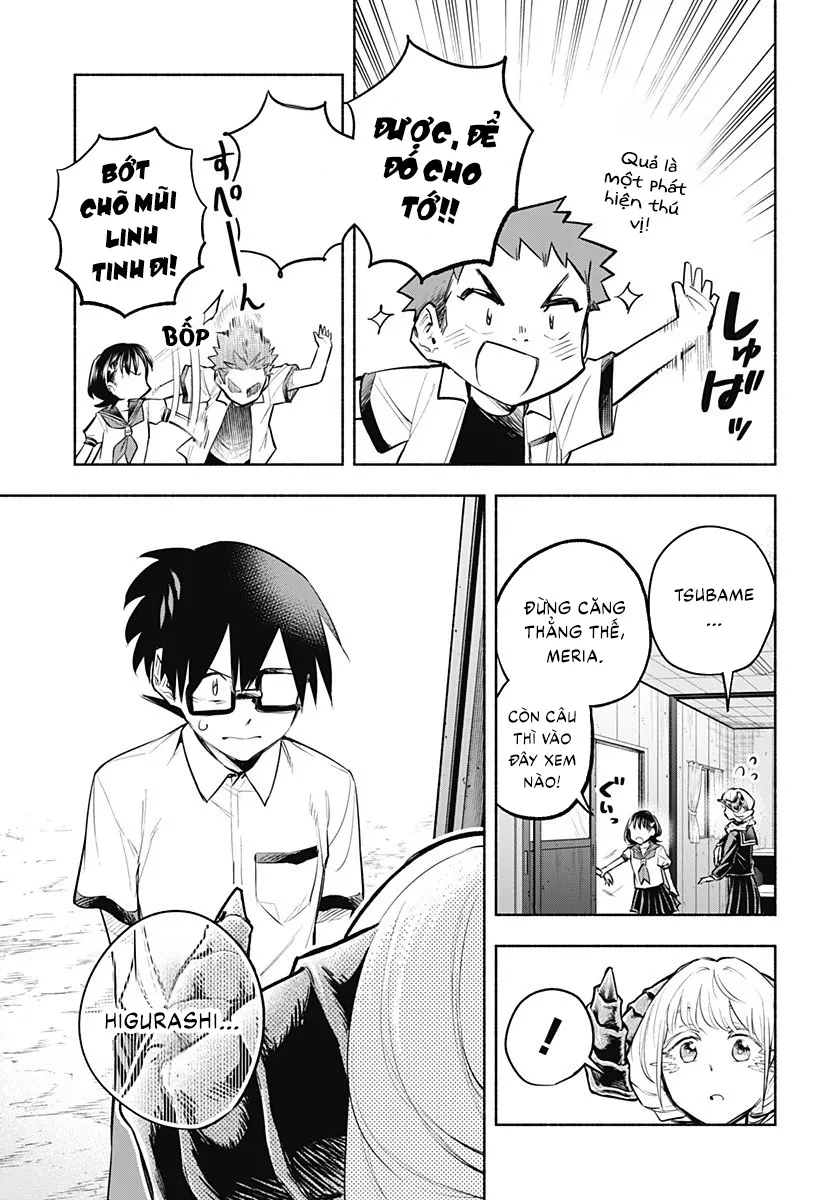 Quả là
một phát
hiện thú
vị!
ĐƯỢC, ĐỂ
ĐÓ CHO
TỚ!!
しゅばッ
BỚT
CHÕ MŨI
LINH
TINH ĐI!
すぺーん
BỐP
TSUBAME
...
ĐỪNG CĂNG
THẲNG THẾ,
MERIA.
CÒN CÂU
THÌ VÀO
ĐÂY XEM
NÀO!
ぐいっ
!
HIGURASHI...